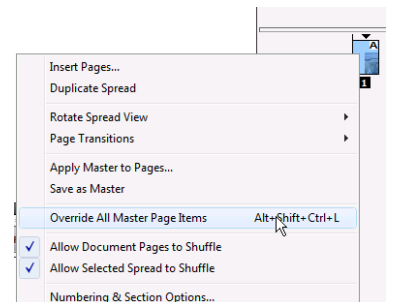 A
1
Insert Pages...
Duplicate Spread
Rotate Spread View
Page Transitions
Apply Master to Pages...
Save as Master
Override All Master Page Items Alt+Shift+Ctrl+L
Allow Document Pages to Shuffle
Allow Selected Spread to Shuffle
Numbering & Section Options...